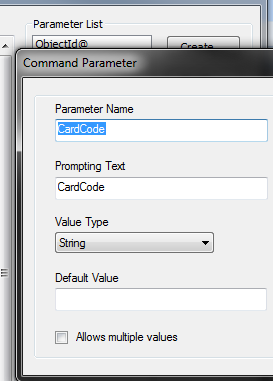 Parameter List
ObjectId@
Create
Command Parameter
Parameter Name
CardCode
Prompting Text
CardCode
Value Type
String
Default Value
Allows multiple values